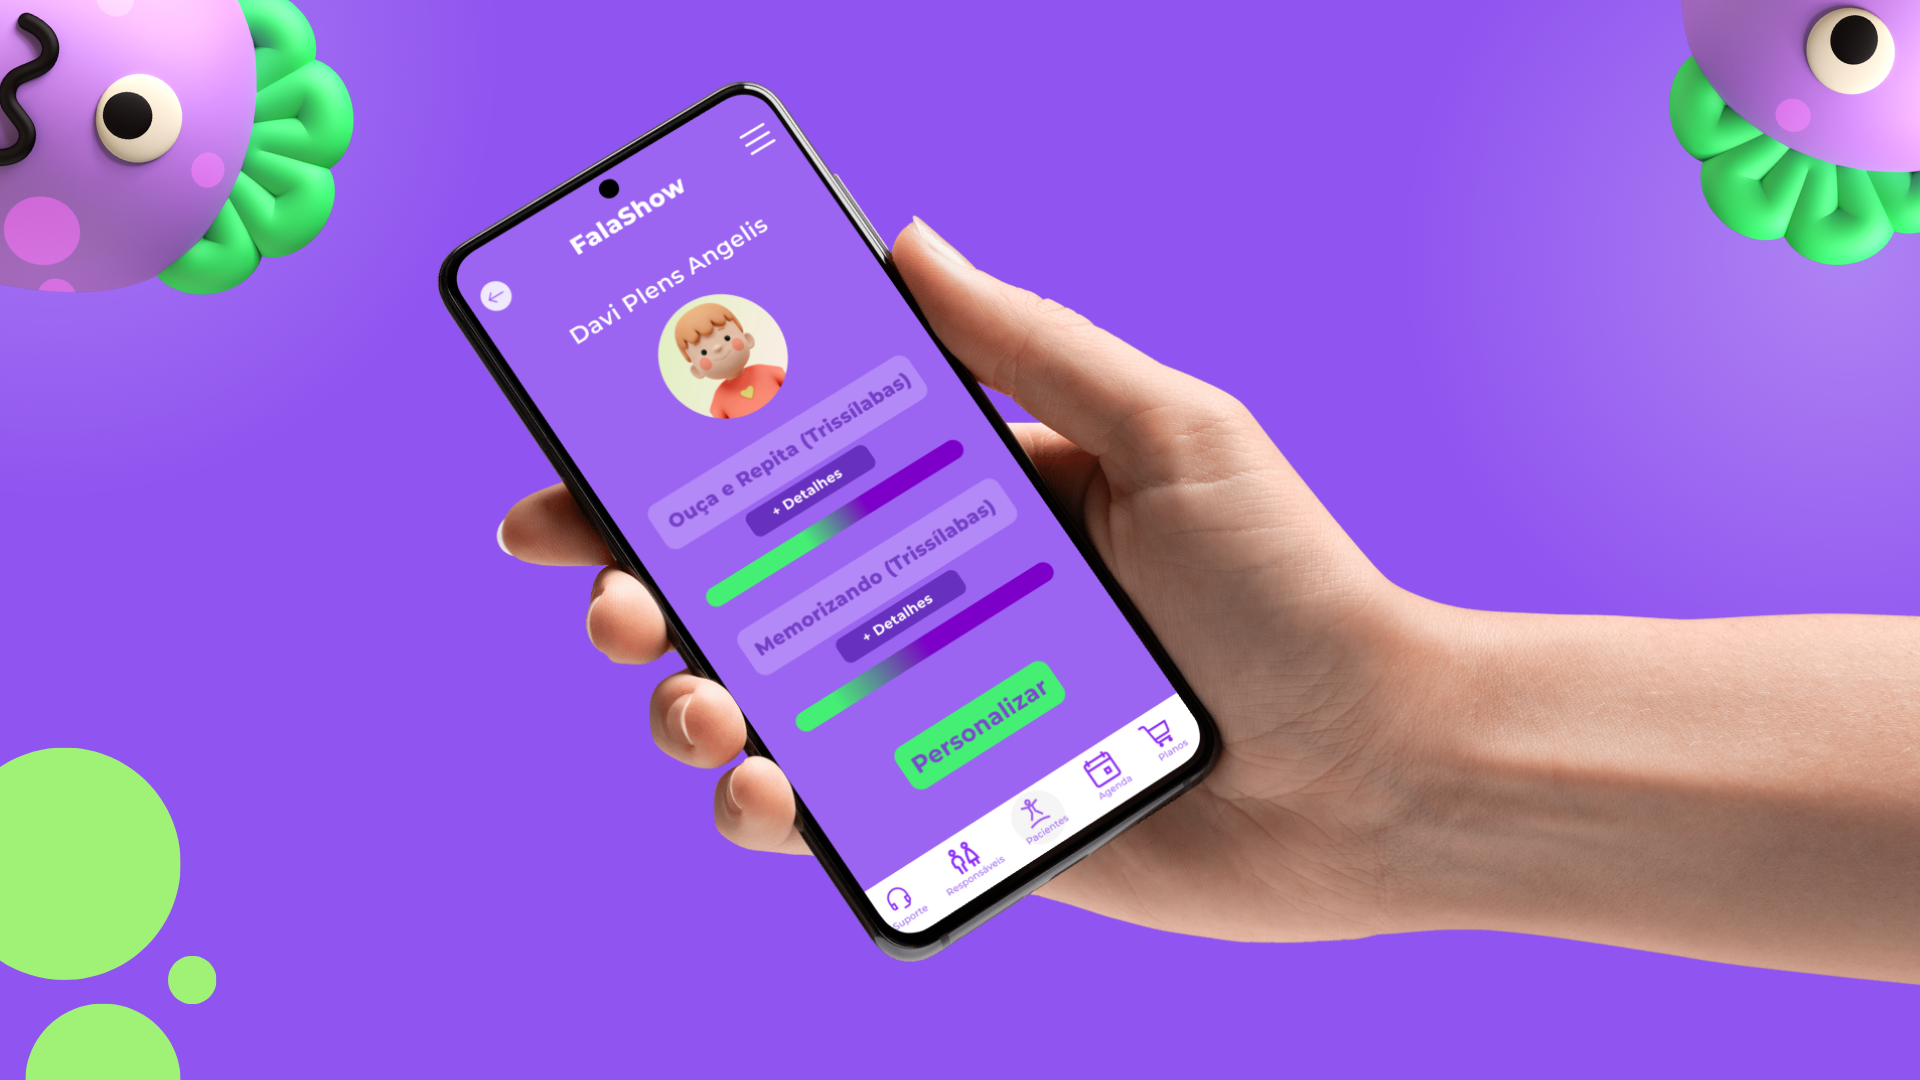 FalaShow
Davi Plens Angelis
Ouça e Repita (Trissílabas)
+ Detalhes
Memorizando (Trissílabas)
+ Detalhes
Personalizar
Suporte
Responsáveis
Pacientes
Agenda
Planos